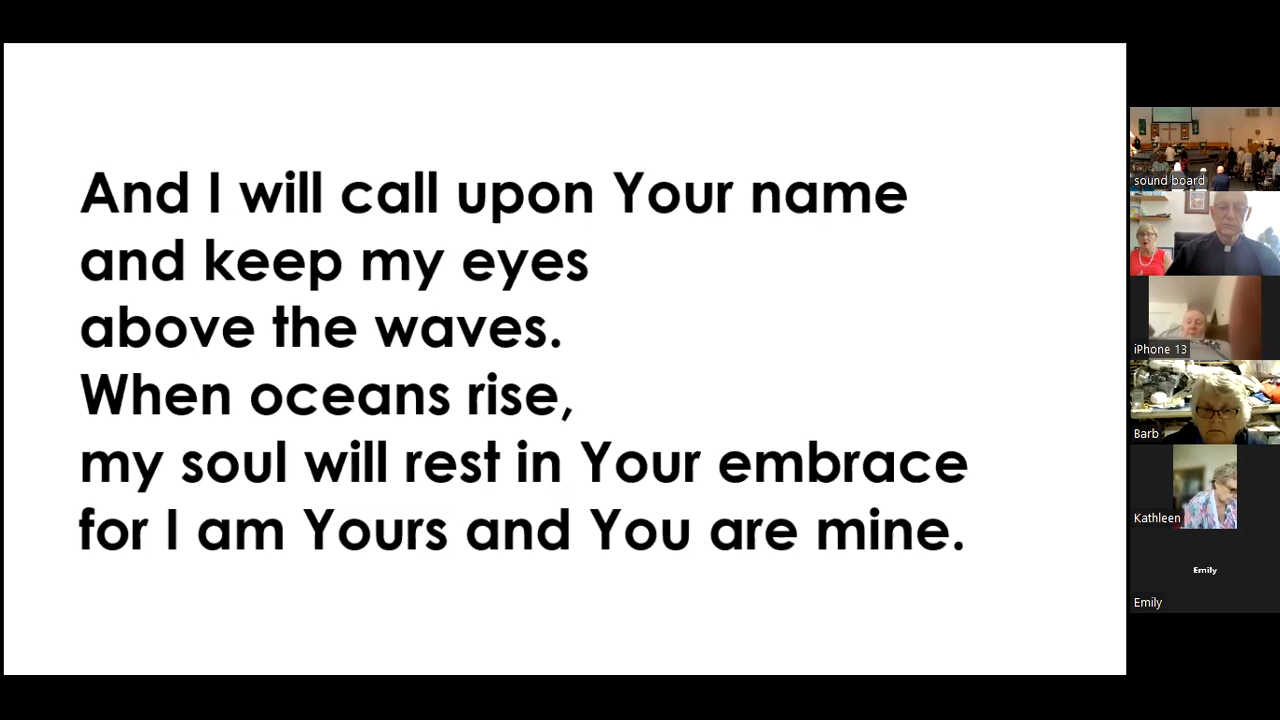 And I will call upon Your name
and keep my eyes
above the waves.
When oceans rise,
my soul will rest in Your embrace
for I am Yours and You are mine.
sound board
iPhone 13
Barb
Kathleen
Emily
Emily